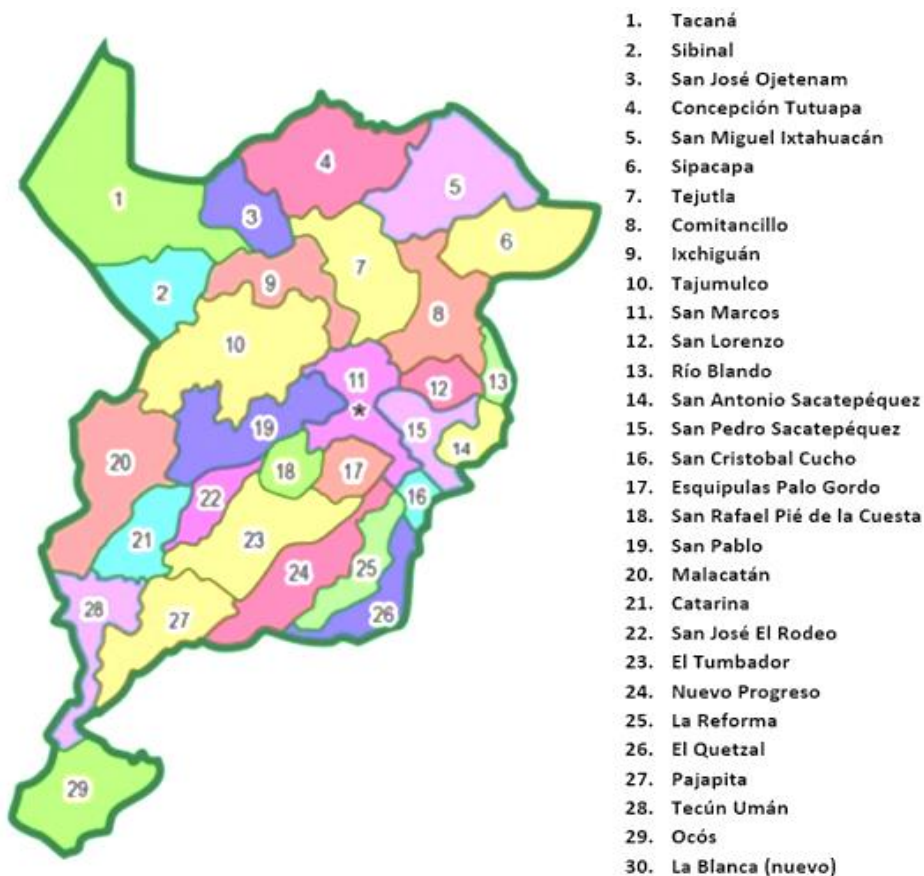 1. Tacaná
2. Sibinal
3. San José Ojetenam
4. Concepción Tutuapa
5. San Miguel Ixtahuacán
6. Sipacapa
7. Tejutla
8. Comitancillo
9. Ixchiguán
10. Tajumulco
11. San Marcos
12. San Lorenzo
13. Río Blando
14. San Antonio Sacatepéquez
15. San Pedro Sacatepéquez
16. San Cristobal Cucho
17. Esquipulas Palo Gordo
18. San Rafael Pié de la Cuesta
19. San Pablo
20. Malacatán
21. Catarina
22. San José El Rodeo
23. El Tumbador
24. Nuevo Progreso
25. La Reforma
26. El Quetzal
27. Pajapita
28. Tecún Umán
29. Ocós
30. La Blanca (nuevo)
4
5
1
3
6
7
9
2
8
10
11
13
12
*
15
19
14
20
18
17
22
16
21
23
25
24
28
26
27
29